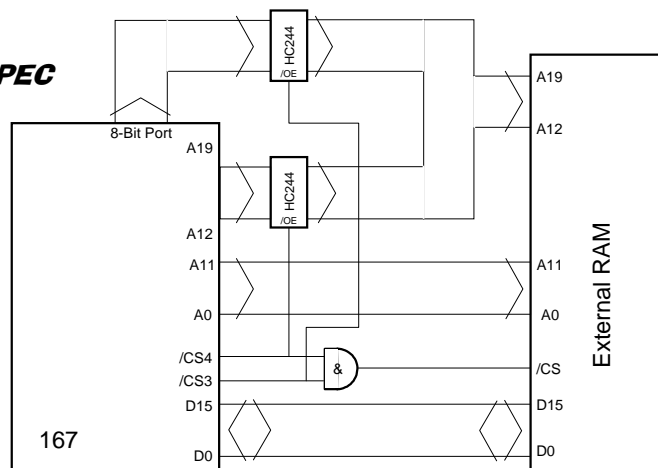 HC244
/OE
PEC
8-Bit Port
A19
A19
A12
HC244
/OE
A12
A11
A11
A0
A0
External RAM
/CS4
/CS3
&
/CS
D15
D15
167
D0
D0